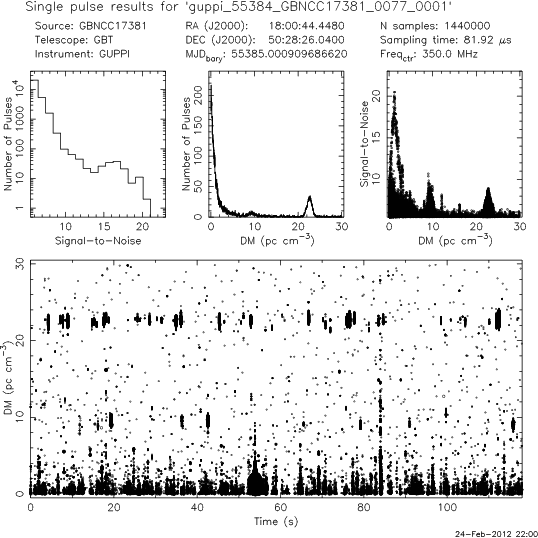 Single pulse results for 'guppi_55384_GBNCC17381_0077_0001'
Source: GBNCC17381 RA (J2000): 18:00:44.4480 N samples: 1440000
Telescope: GBT DEC (J2000): 50:28:26.0400 Sampling time: 81.92 μs
Instrument: GUPPI MJDbary: 55385.000909686620 Freqctr: 350.0 MHz
Number of Pulses
1 10 100 1000 10^4
10 15 20
Signal-to-Noise
Number of Pulses
0 50 100 150 200
0 10 20 30
DM (pc cm^-3)
Signal-to-Noise
10 15 20
0 10 20 30
DM (pc cm^-3)
DM (pc cm^-3)
0 10 20 30
0 20 40 60 80 100
Time (s)
24-Feb-2012 22:00